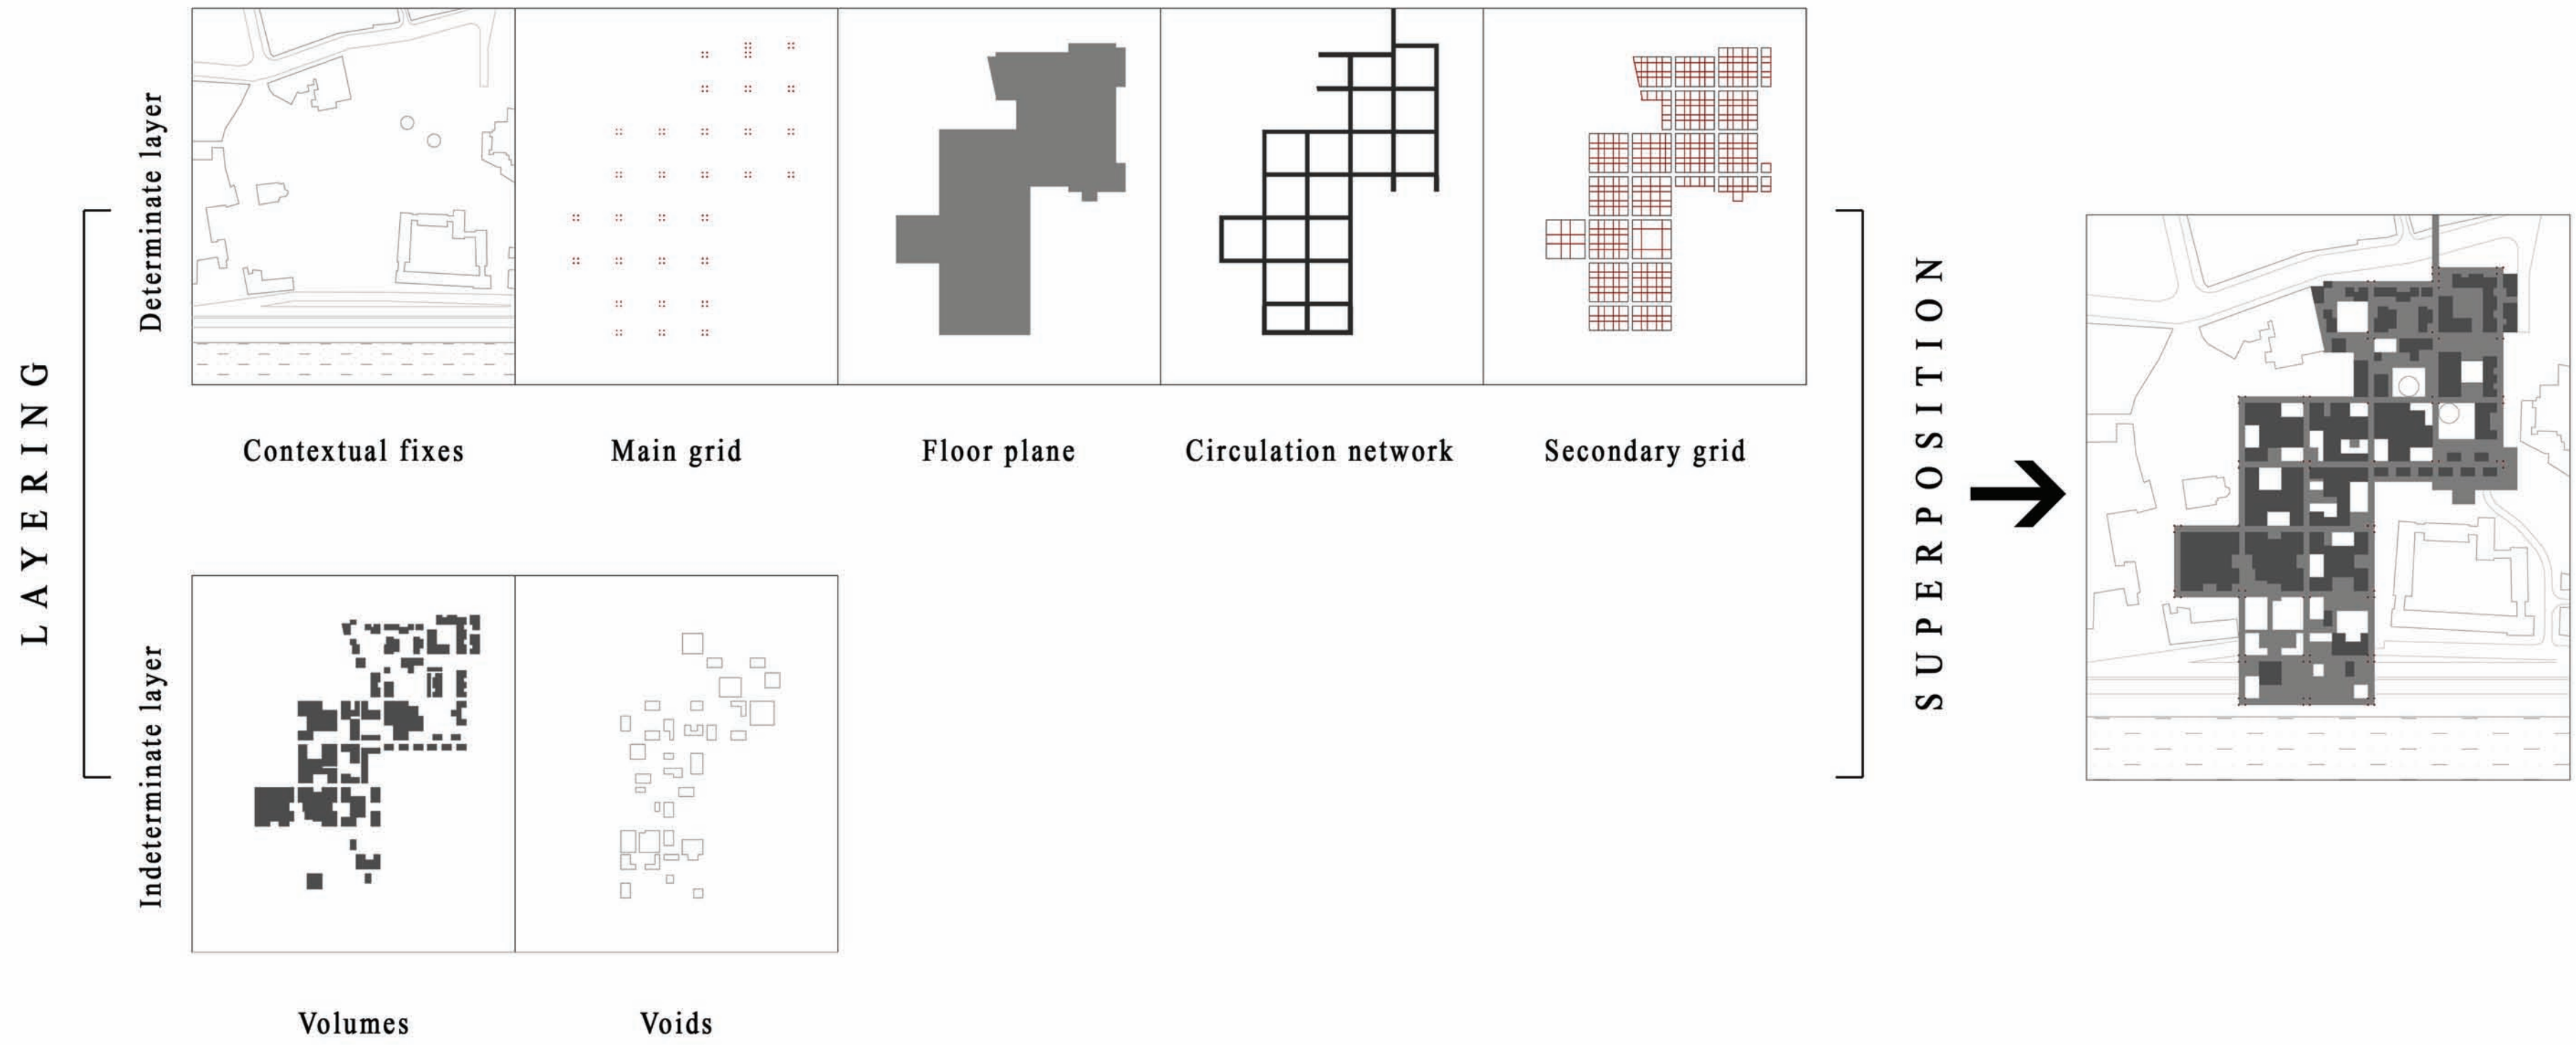 LAYERING
Determinate layer
Contextual fixes
Main grid
Floor plane
Circulation network
Secondary grid
Indeterminate layer
Volumes
Voids
SUPERPOSITION